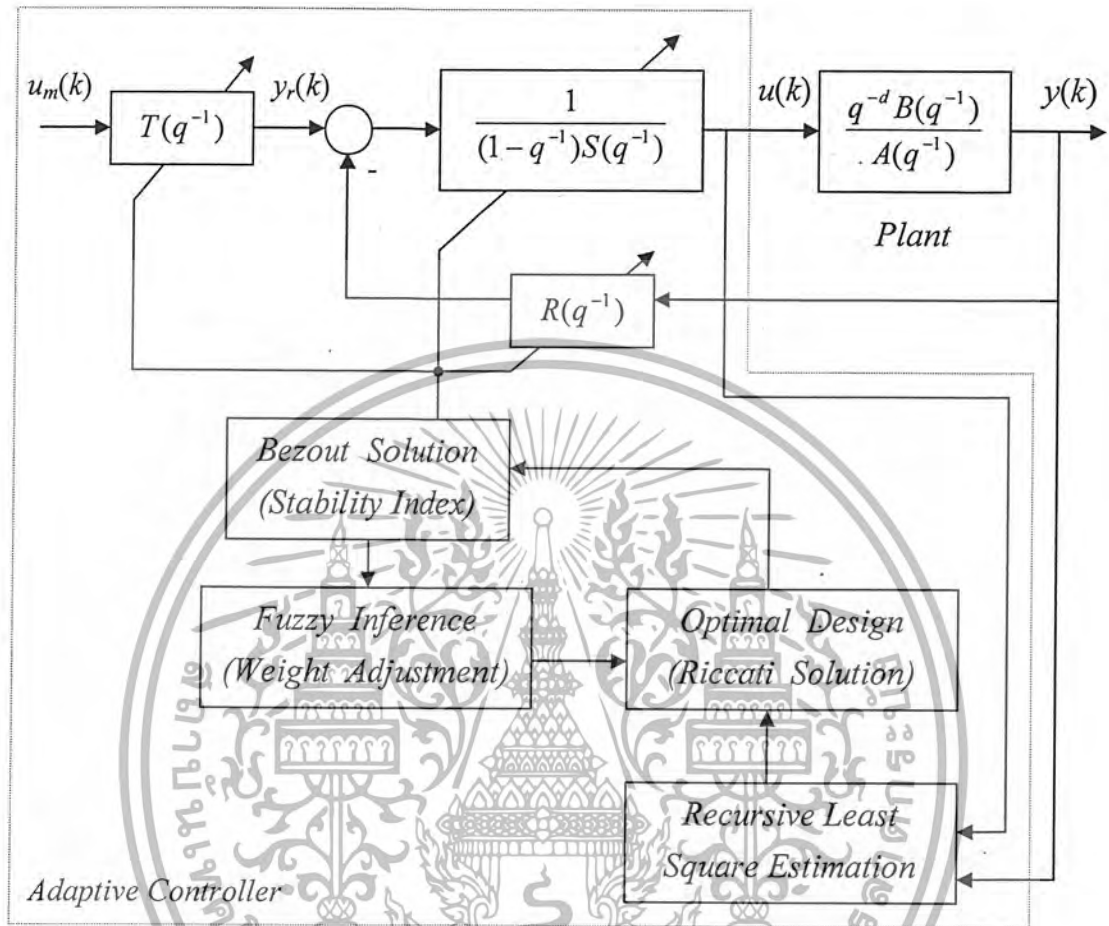 u_m(k)
T(q^{-1})
y_r(k)
-
1
(1 - q^{-1})S(q^{-1})
u(k)
q^{-d} B(q^{-1})
A(q^{-1})
y(k)
Plant
R(q^{-1})
Bezout Solution
(Stability Index)
Fuzzy Inference
(Weight Adjustment)
Optimal Design
(Riccati Solution)
Recursive Least
Square Estimation
Adaptive Controller